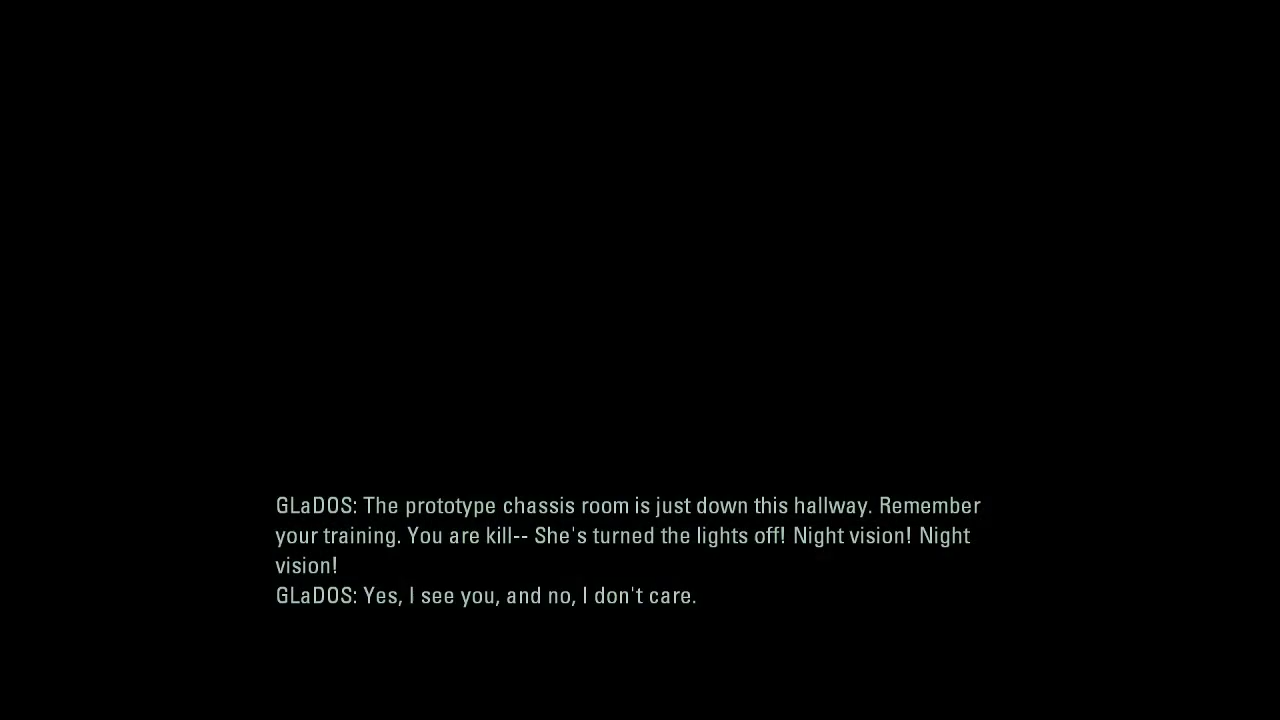 GLaDOS: The prototype chassis room is just down this hallway. Remember
your training. You are kill-- She's turned the lights off! Night vision! Night
vision!
GLaDOS: Yes, I see you, and no, I don't care.